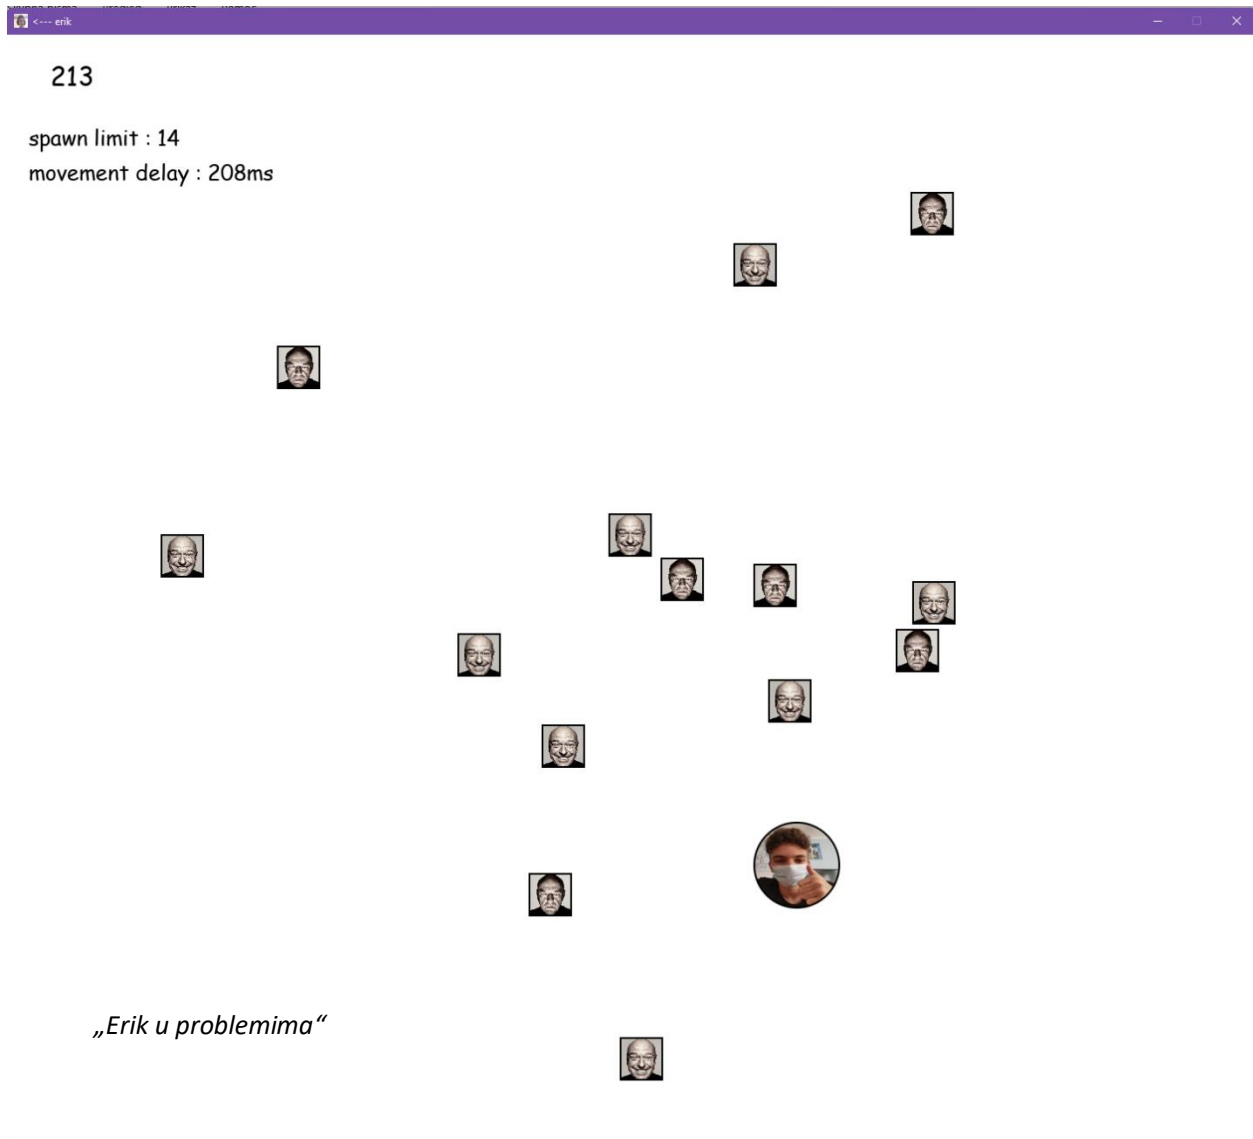 <--- erik
213
spawn limit : 14
movement delay : 208ms
„Erik u problemima“